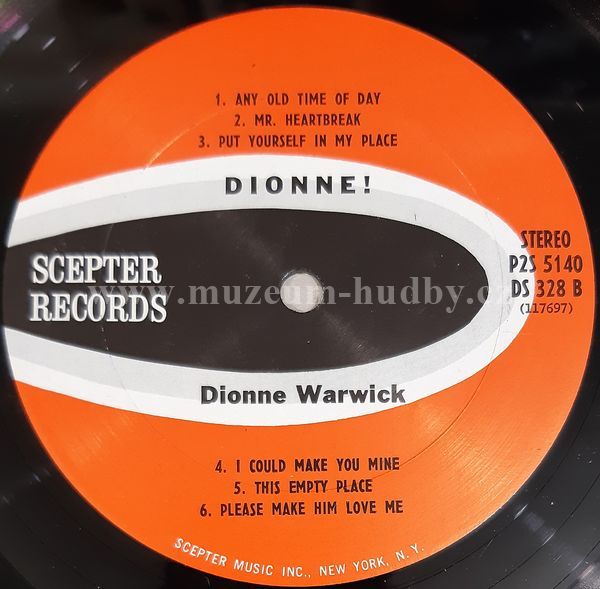 1. ANY OLD TIME OF DAY
2. MR. HEARTBREAK
3. PUT YOURSELF IN MY PLACE
DIONNE!
SCEPTER
RECORDS
STEREO
P2S 5140
DS 328 B
(117697)
www.muzeum-hudby.cz
Dionne Warwick
4. I COULD MAKE YOU MINE
5. THIS EMPTY PLACE
6. PLEASE MAKE HIM LOVE ME
SCEPTER MUSIC INC., NEW YORK, N. Y.